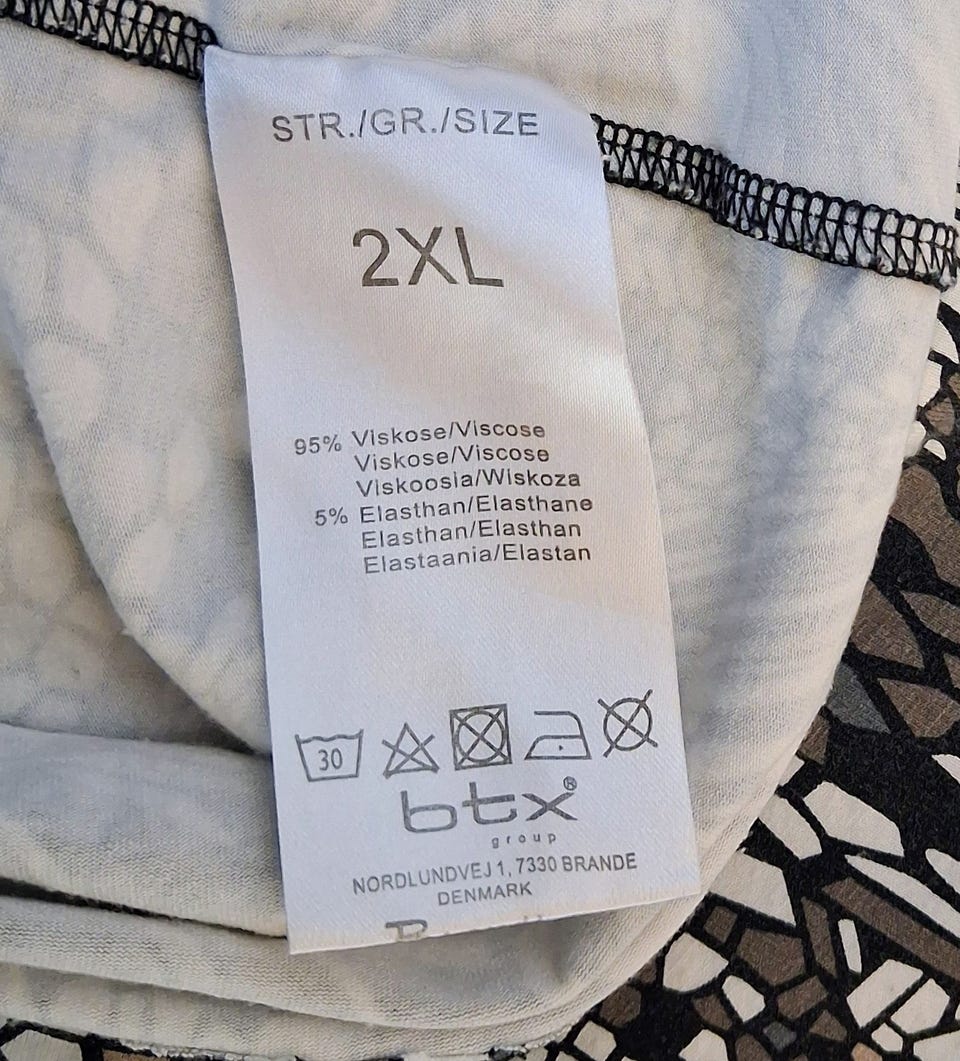 STR./GR./SIZE
2XL
95% Viskose/Viscose
Viskose/Viscose
Viskoosia/Wiskoza
5% Elasthan/Elasthane
Elasthan/Elasthan
Elastaania/Elastan
30
btx®
group
NORDLUNDVEJ 1, 7330 BRANDE
DENMARK